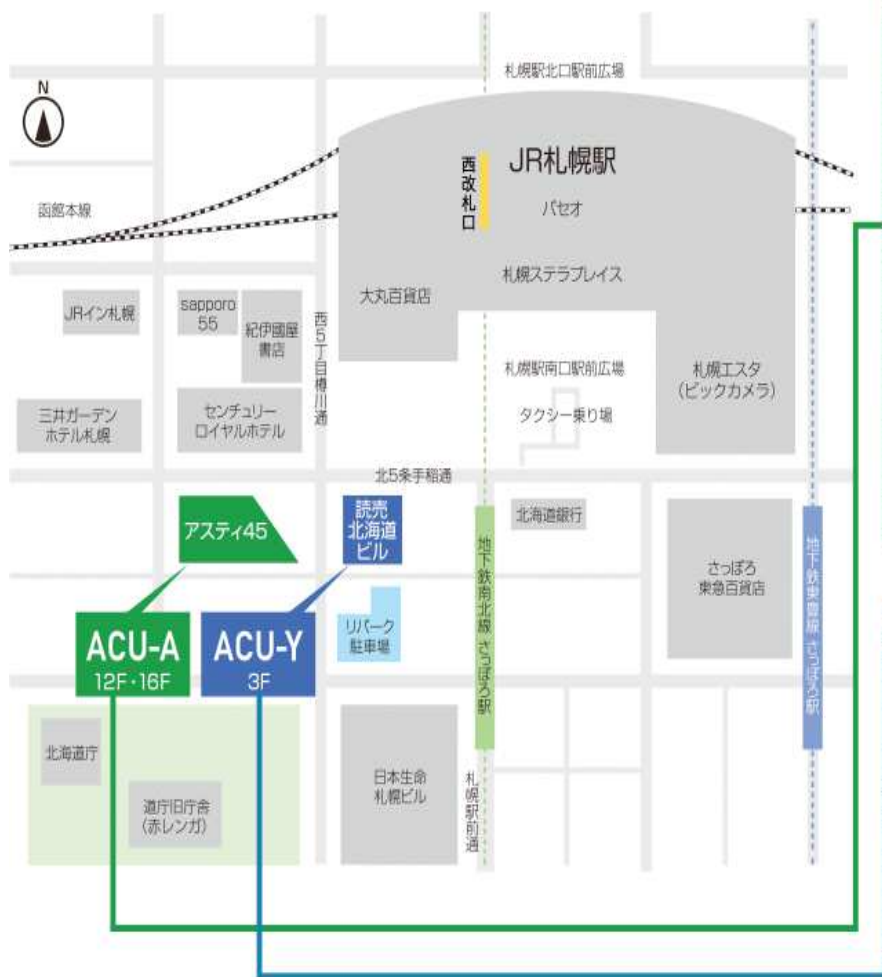 札幌駅北口駅前広場
N
JR札幌駅
西改札口
パセオ
函館本線
札幌ステラプレイス
大丸百貨店
JRイン札幌
sapporo
55
紀伊國屋
書店
西5丁目樽川通
札幌駅南口駅前広場
札幌エスタ
(ビックカメラ)
タクシー乗り場
三井ガーデン
ホテル札幌
センチュリー
ロイヤルホテル
北5条手稲通
アスティ45
読売
北海道
ビル
北海道銀行
地下鉄南北線 さっぽろ駅
さっぽろ
東急百貨店
地下鉄東豊線 さっぽろ駅
ACU-A
12F・16F
ACU-Y
3F
リパーク
駐車場
北海道庁
道庁旧庁舎
(赤レンガ)
日本生命
札幌ビル
札幌駅前通